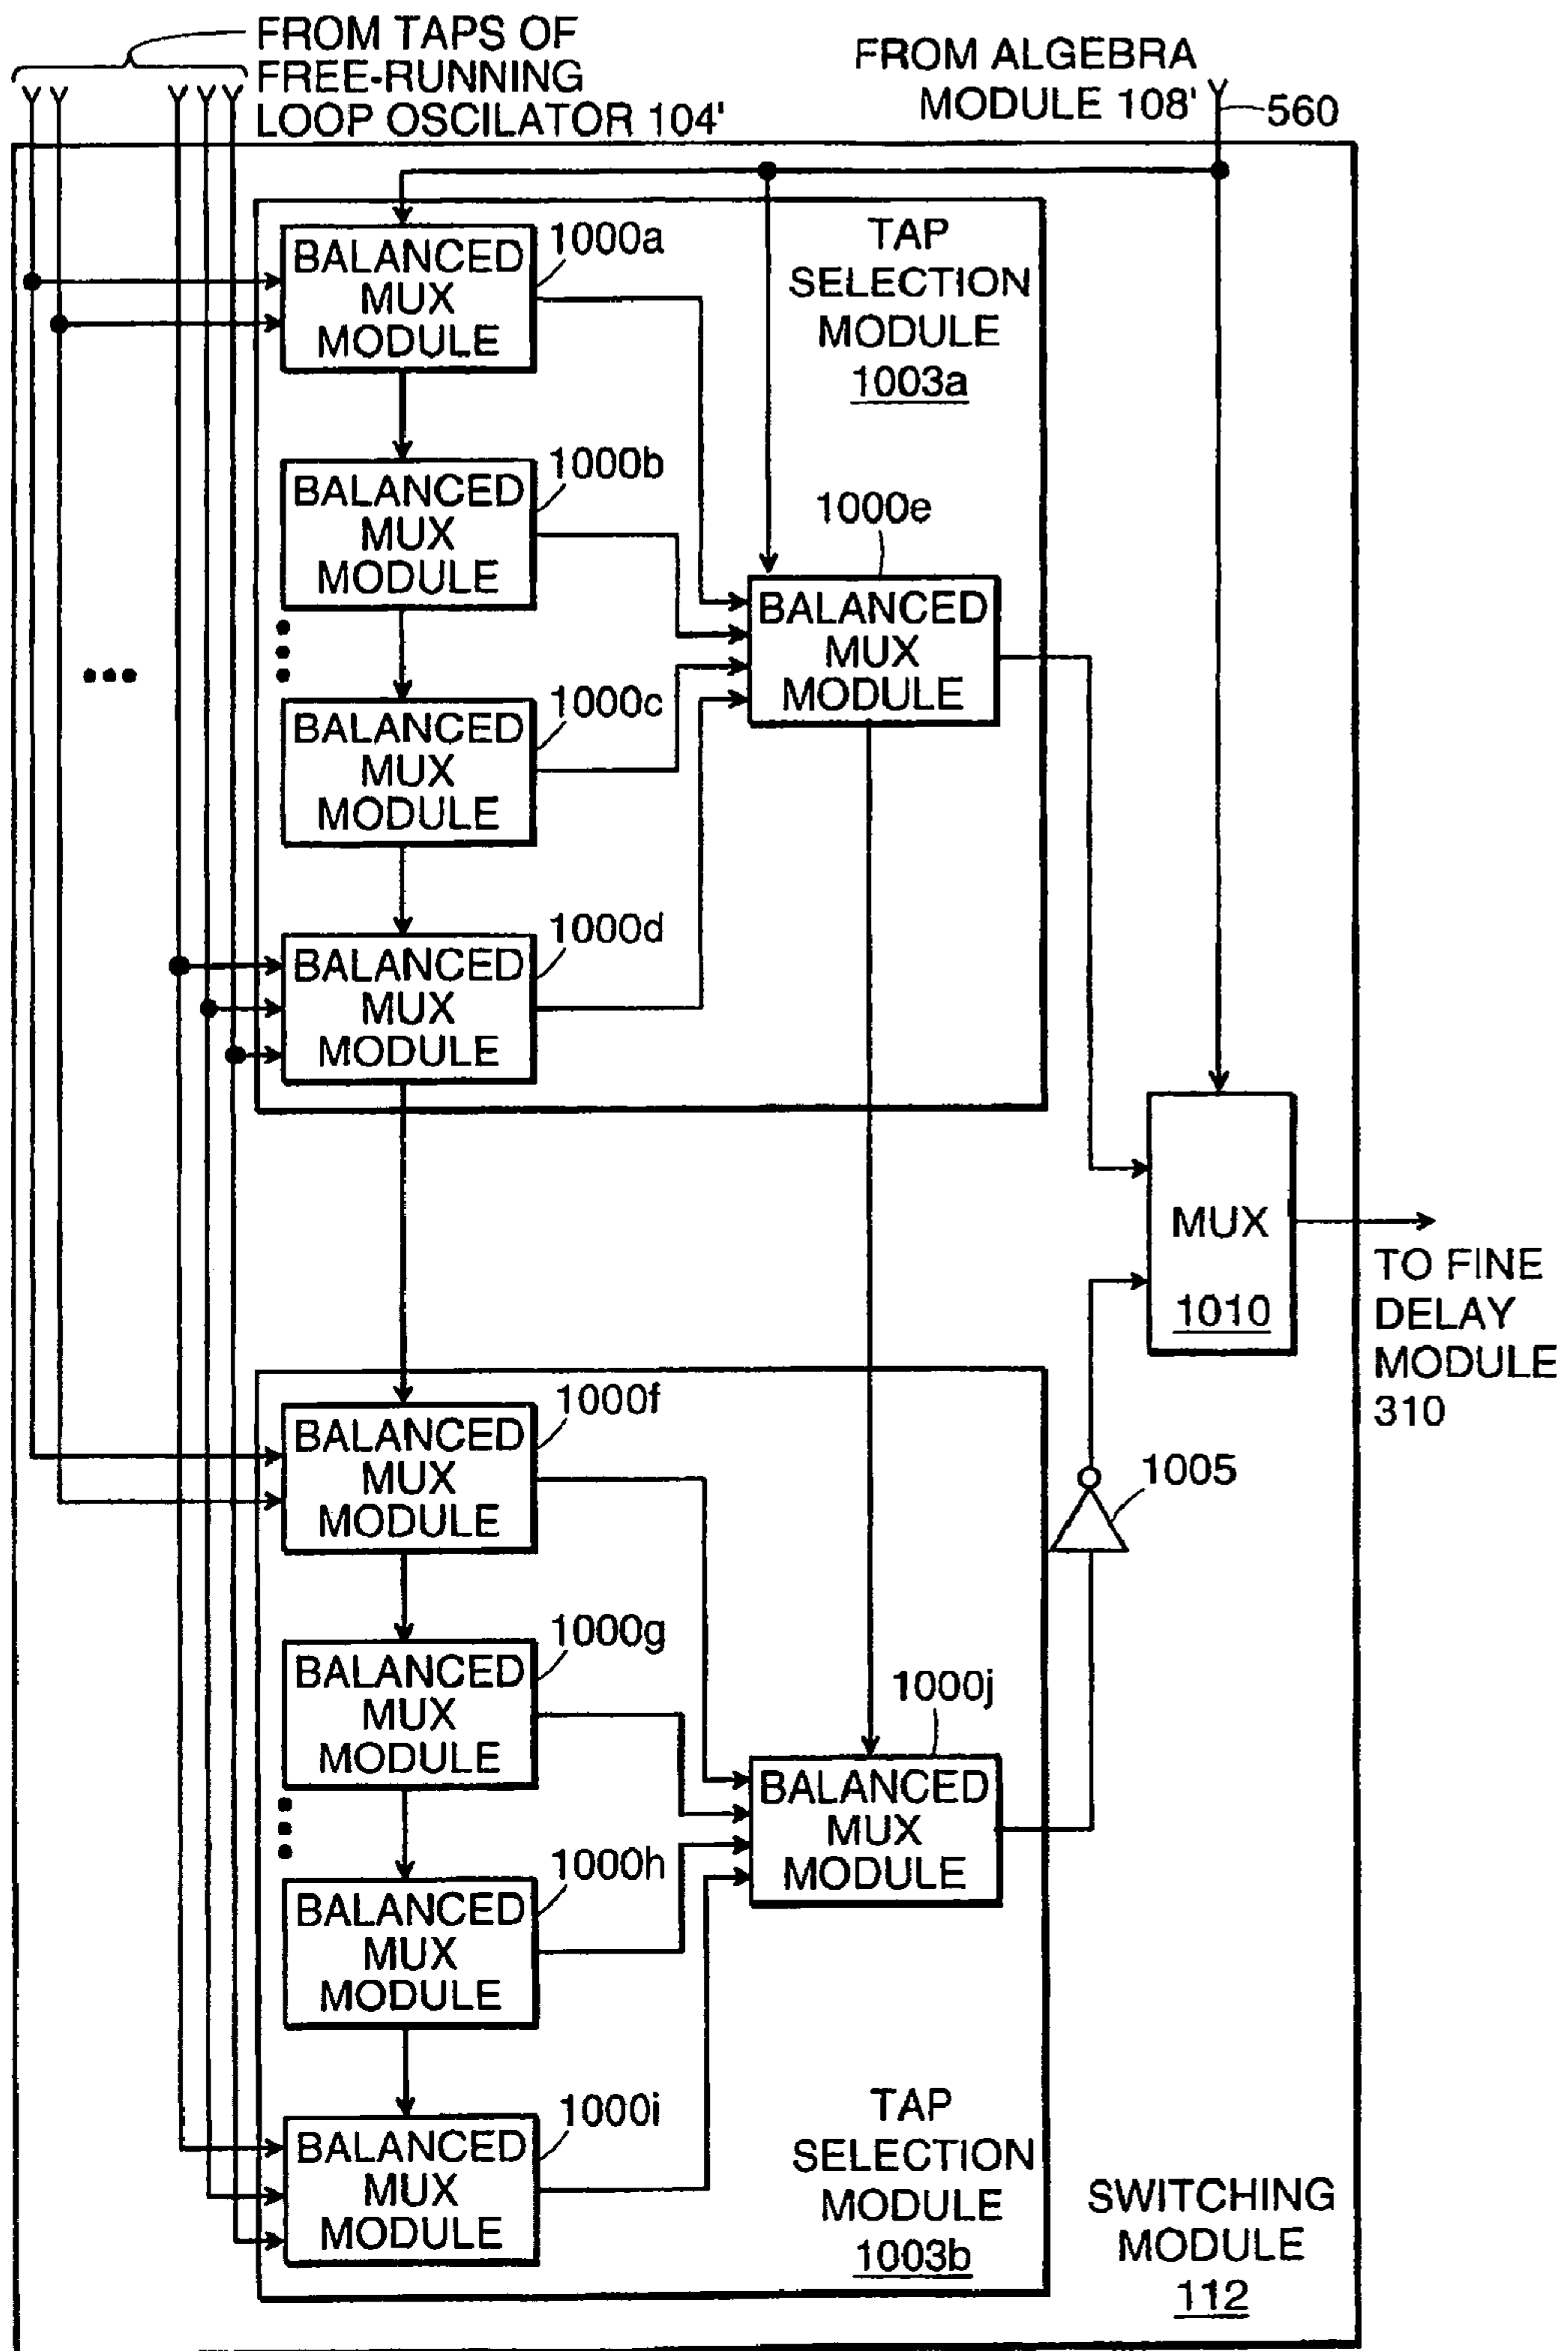 FROM TAPS OF
FREE-RUNNING
LOOP OSCILATOR 104'
FROM ALGEBRA
MODULE 108'
560
BALANCED
MUX
MODULE
1000a
TAP
SELECTION
MODULE
1003a
BALANCED
MUX
MODULE
1000b
1000e
BALANCED
MUX
MODULE
BALANCED
MUX
MODULE
1000c
BALANCED
MUX
MODULE
1000d
MUX
1010
TO FINE
DELAY
MODULE
310
BALANCED
MUX
MODULE
1000f
1005
BALANCED
MUX
MODULE
1000g
1000j
BALANCED
MUX
MODULE
BALANCED
MUX
MODULE
1000h
BALANCED
MUX
MODULE
1000i
TAP
SELECTION
MODULE
1003b
SWITCHING
MODULE
112